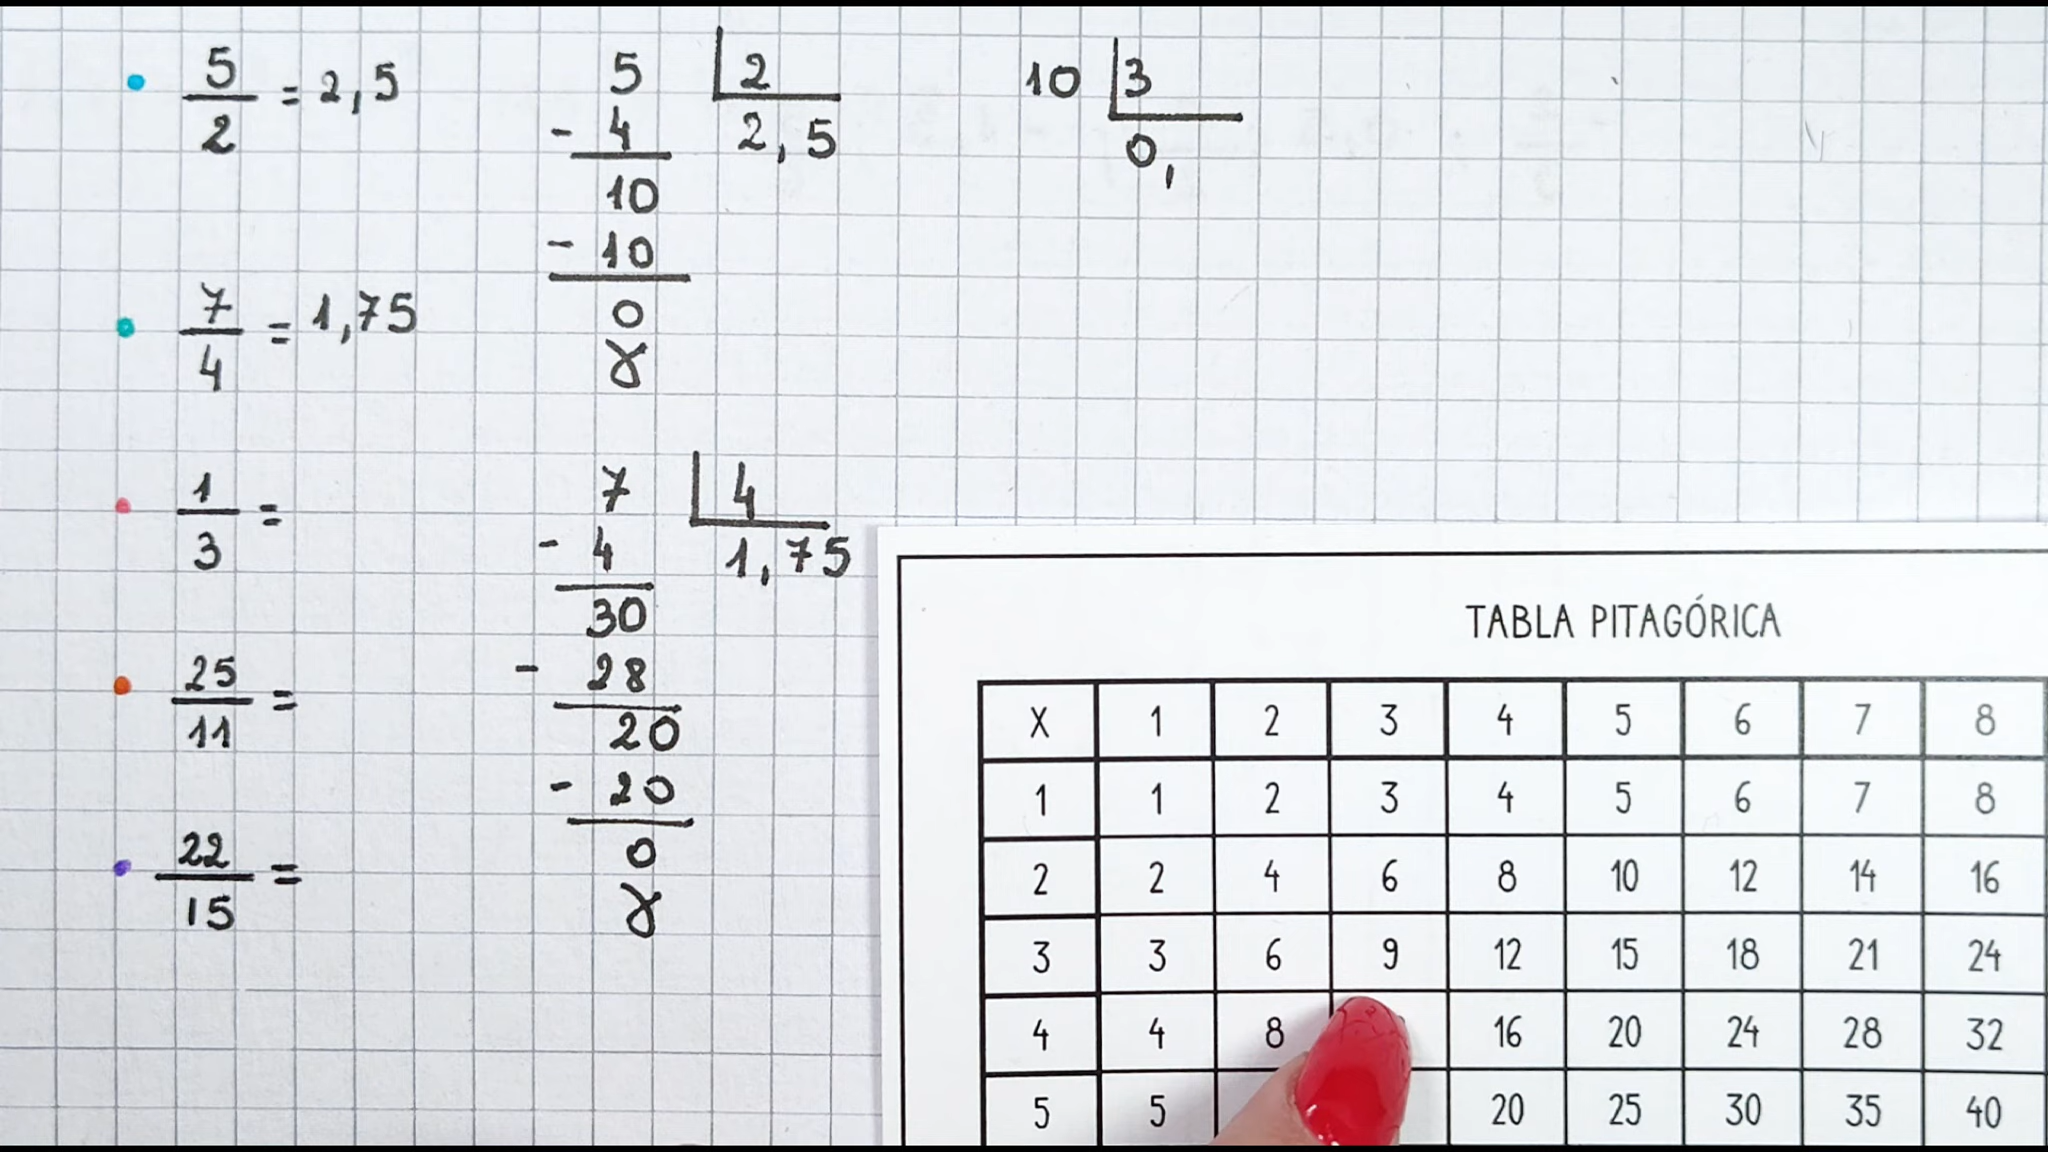 5/2 = 2,5
7/4 = 1,75
1/3 =
25/11 =
22/15 =
5 | 2
- 4 2,5
10
- 10
0
7 | 4
- 4 1,75
30
- 28
20
- 20
0
10 | 3
0,
TABLA PITAGÓRICA
X 1 2 3 4 5 6 7 8
1 1 2 3 4 5 6 7 8
2 2 4 6 8 10 12 14 16
3 3 6 9 12 15 18 21 24
4 4 8 16 20 24 28 32
5 5 20 25 30 35 40